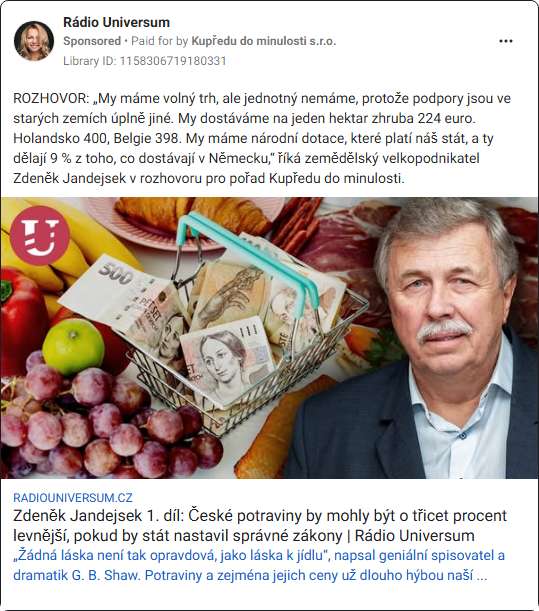 Rádio Universum
Sponsored • Paid for by Kupředu do minulosti s.r.o.
Library ID: 1158306719180331
ROZHOVOR: „My máme volný trh, ale jednotný nemáme, protože podpory jsou ve
starých zemích úplně jiné. My dostáváme na jeden hektar zhruba 224 euro.
Holandsko 400, Belgie 398. My máme národní dotace, které platí náš stát, a ty
dělají 9 % z toho, co dostávají v Německu,“ říká zemědělský velkopodnikatel
Zdeněk Jandejsek v rozhovoru pro pořad Kupředu do minulosti.
U
500
PĚT SET
RADIOUNIVERSUM.CZ
Zdeněk Jandejsek 1. díl: České potraviny by mohly být o třicet procent
levnější, pokud by stát nastavil správné zákony | Rádio Universum
„Žádná láska není tak opravdová, jako láska k jídlu“, napsal geniální spisovatel a
dramatik G. B. Shaw. Potraviny a zejména jejich ceny už dlouho hýbou naší ...